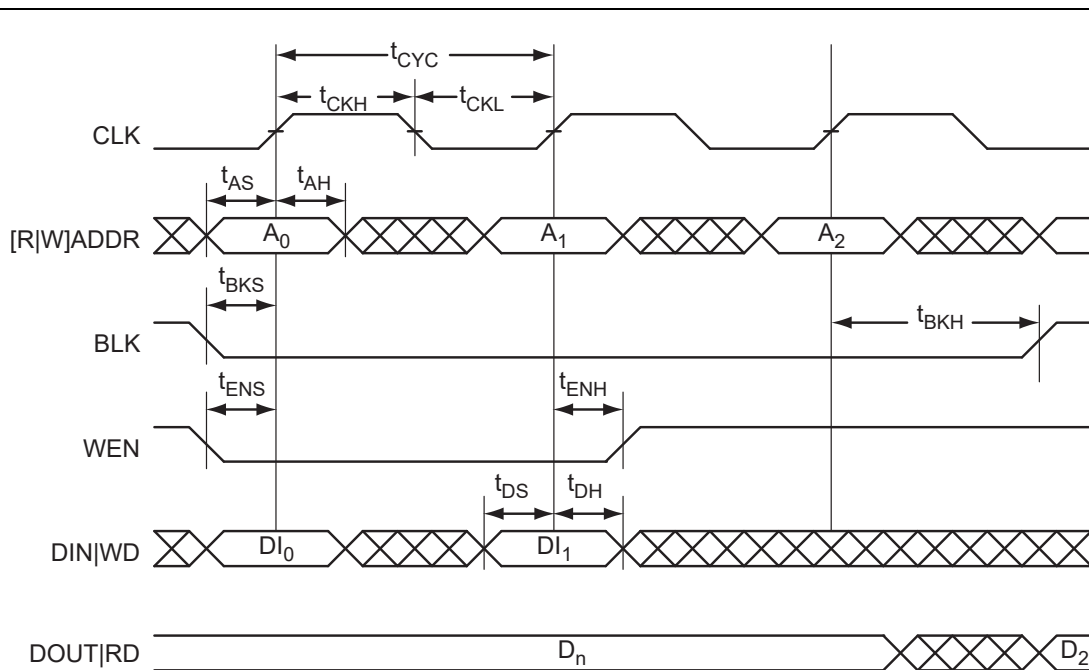 tCYC
tCKH tCKL
CLK
tAS tAH
[R|W]ADDR A0 A1 A2
tBKS tBKH
BLK
tENS tENH
WEN
tDS tDH
DIN|WD DI0 DI1
DOUT|RD Dn D2